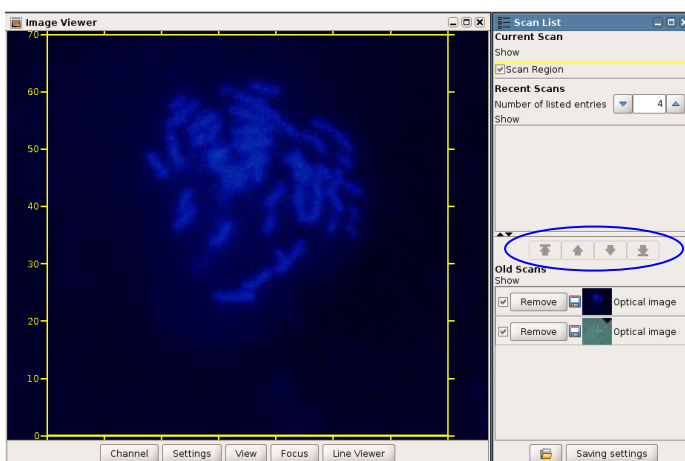 Image Viewer
70
60
50
40
30
20
10
0
Channel Settings View Focus Line Viewer
Scan List
Current Scan
Show
Scan Region
Recent Scans
Number of listed entries 4
Show
Old Scans
Show
Remove Optical image
Remove Optical image
Saving settings